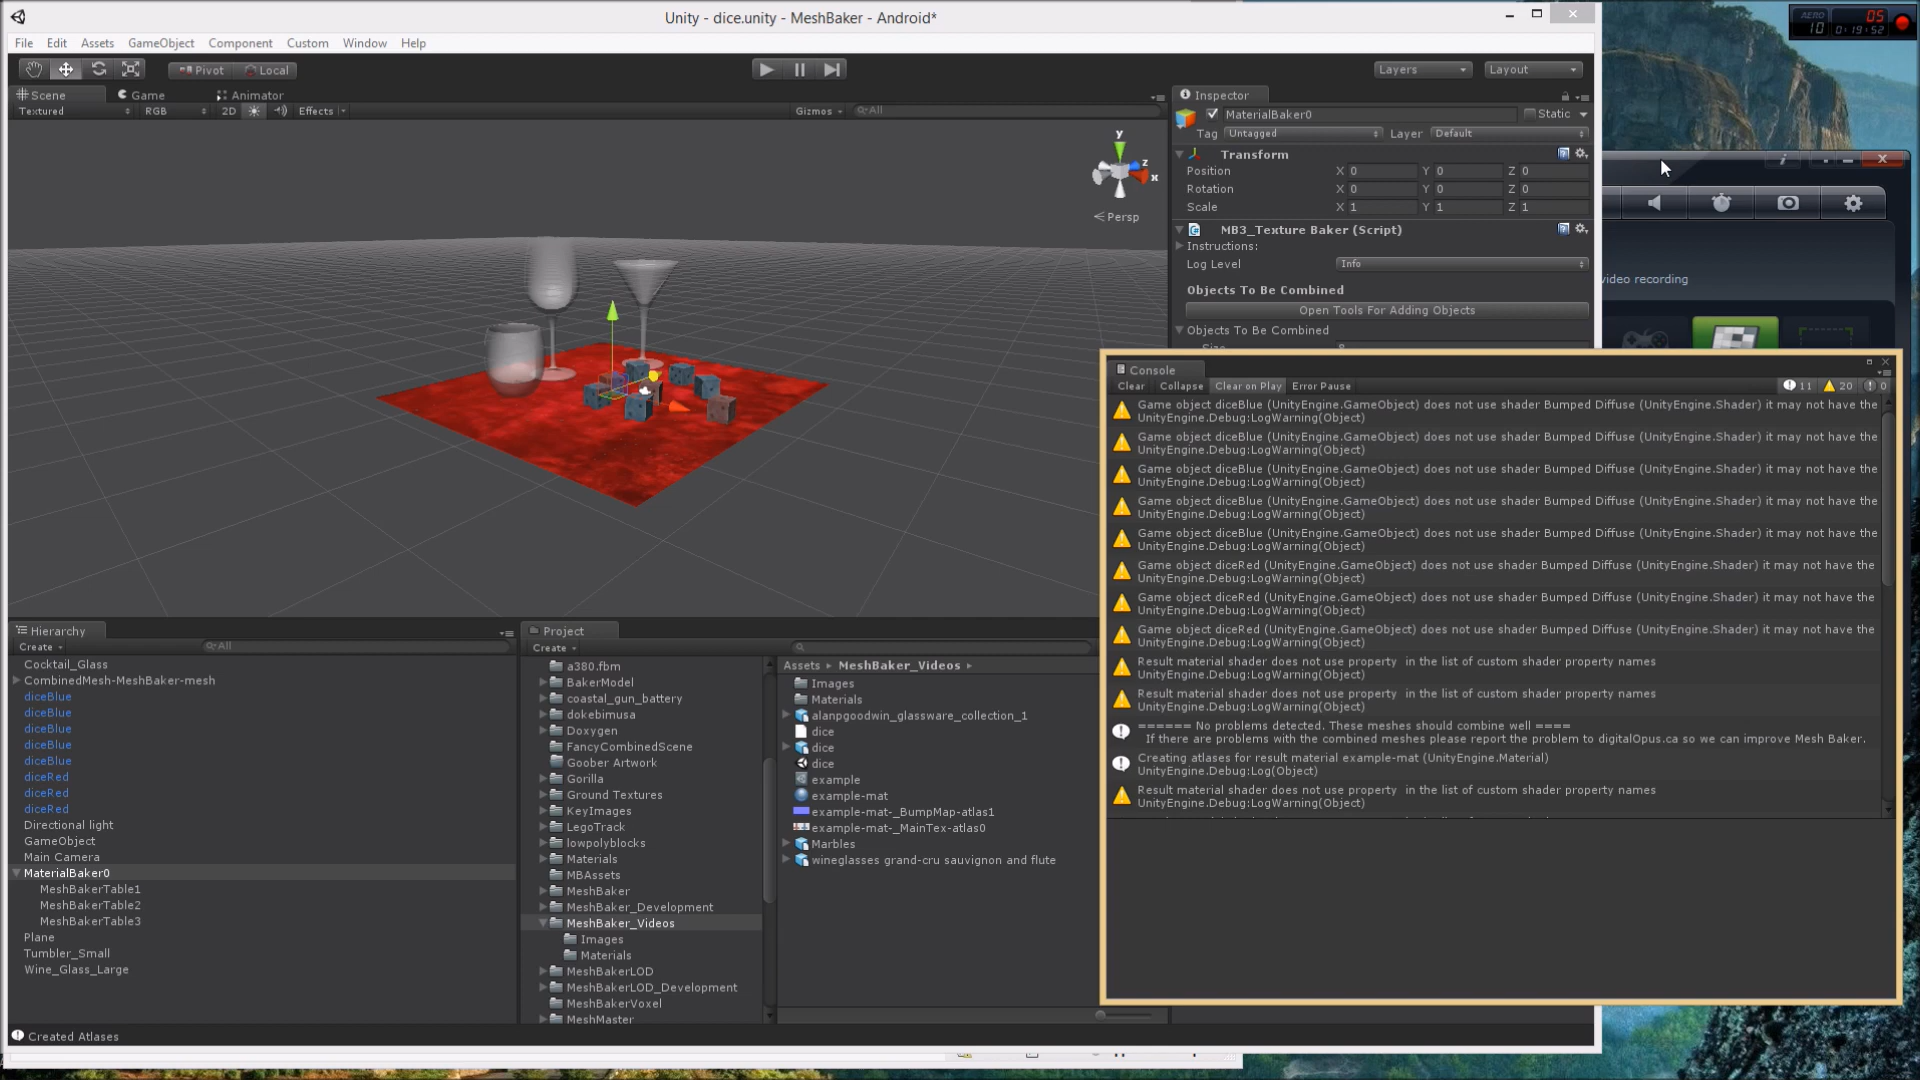 Unity - dice.unity - MeshBaker - Android*
File Edit Assets GameObject Component Custom Window Help
Pivot Local
Layers Layout
AERO 10 05 0:19:52
Scene Game Animator
Textured RGB 2D Effects Gizmos All
y
z
x
Persp
Inspector
MaterialBaker0 Static
Tag Untagged Layer Default
Transform
Position X 0 Y 0 Z 0
Rotation X 0 Y 0 Z 0
Scale X 1 Y 1 Z 1
MB3_Texture Baker (Script)
Instructions:
Log Level Info
Objects To Be Combined
Open Tools For Adding Objects
Objects To Be Combined
video recording
Console
Clear Collapse Clear on Play Error Pause 11 20 0
Game object diceBlue (UnityEngine.GameObject) does not use shader Bumped Diffuse (UnityEngine.Shader) it may not have the
UnityEngine.Debug:LogWarning(Object)
Game object diceBlue (UnityEngine.GameObject) does not use shader Bumped Diffuse (UnityEngine.Shader) it may not have the
UnityEngine.Debug:LogWarning(Object)
Game object diceBlue (UnityEngine.GameObject) does not use shader Bumped Diffuse (UnityEngine.Shader) it may not have the
UnityEngine.Debug:LogWarning(Object)
Game object diceBlue (UnityEngine.GameObject) does not use shader Bumped Diffuse (UnityEngine.Shader) it may not have the
UnityEngine.Debug:LogWarning(Object)
Game object diceBlue (UnityEngine.GameObject) does not use shader Bumped Diffuse (UnityEngine.Shader) it may not have the
UnityEngine.Debug:LogWarning(Object)
Game object diceRed (UnityEngine.GameObject) does not use shader Bumped Diffuse (UnityEngine.Shader) it may not have the
UnityEngine.Debug:LogWarning(Object)
Game object diceRed (UnityEngine.GameObject) does not use shader Bumped Diffuse (UnityEngine.Shader) it may not have the
UnityEngine.Debug:LogWarning(Object)
Game object diceRed (UnityEngine.GameObject) does not use shader Bumped Diffuse (UnityEngine.Shader) it may not have the
UnityEngine.Debug:LogWarning(Object)
Result material shader does not use property  in the list of custom shader property names
UnityEngine.Debug:LogWarning(Object)
Result material shader does not use property  in the list of custom shader property names
UnityEngine.Debug:LogWarning(Object)
====== No problems detected. These meshes should combine well ====
If there are problems with the combined meshes please report the problem to digitalOpus.ca so we can improve Mesh Baker.
Creating atlases for result material example-mat (UnityEngine.Material)
UnityEngine.Debug:Log(Object)
Result material shader does not use property  in the list of custom shader property names
UnityEngine.Debug:LogWarning(Object)
Hierarchy
Create All
Cocktail_Glass
CombinedMesh-MeshBaker-mesh
diceBlue
diceBlue
diceBlue
diceBlue
diceBlue
diceRed
diceRed
diceRed
Directional light
GameObject
Main Camera
MaterialBaker0
MeshBakerTable1
MeshBakerTable2
MeshBakerTable3
Plane
Tumbler_Small
Wine_Glass_Large
Project
Create
a380.fbm
BakerModel
coastal_gun_battery
dokebimusa
Doxygen
FancyCombinedScene
Goober Artwork
Gorilla
Ground Textures
KeyImages
LegoTrack
lowpolyblocks
Materials
MBAssets
MeshBaker
MeshBaker_Development
MeshBaker_Videos
Images
Materials
MeshBakerLOD
MeshBakerLOD_Development
MeshBakerVoxel
MeshMaster
Assets MeshBaker_Videos
Images
Materials
alanpgoodwin_glassware_collection_1
dice
dice
dice
example
example-mat
example-mat-_BumpMap-atlas1
example-mat-_MainTex-atlas0
Marbles
wineglasses grand-cru sauvignon and flute
Created Atlases